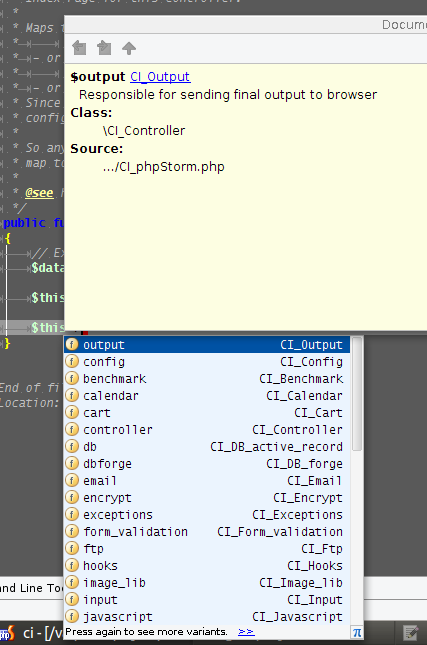 Index Page for this controller.
Docume
* Maps t
$output CI_Output
* - or
Responsible for sending final output to browser
Class:
* - or
\CI_Controller
* Since
Source:
* config
.../CI_phpStorm.php
* So any
* map to
* @see h
*/
public fu
{
// Ex
$data
$this
$this
}
output CI_Output
config CI_Config
benchmark CI_Benchmark
End of fi
calendar CI_Calendar
Location:
cart CI_Cart
controller CI_Controller
db CI_DB_active_record
dbforge CI_DB_forge
email CI_Email
encrypt CI_Encrypt
exceptions CI_Exceptions
form_validation CI_Form_validation
ftp CI_Ftp
hooks CI_Hooks
nd Line Too
image_lib CI_Image_lib
input CI_Input
javascript CI_Javascript
Press again to see more variants. >>
π
php ci - [/v